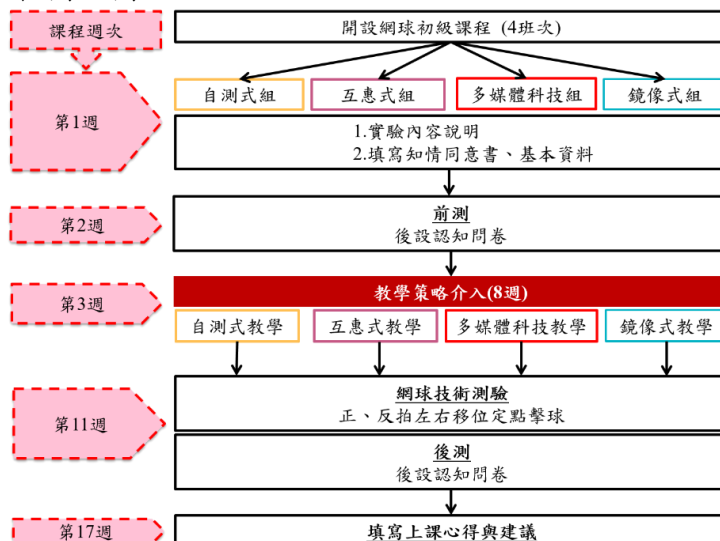 課程週次
開設網球初級課程 (4班次)
第1週
自測式組
互惠式組
多媒體科技組
鏡像式組
1.實驗內容說明
2.填寫知情同意書、基本資料
第2週
前測
後設認知問卷
第3週
教學策略介入(8週)
自測式教學
互惠式教學
多媒體科技教學
鏡像式教學
第11週
網球技術測驗
正、反拍左右移位定點擊球
後測
後設認知問卷
第17週
填寫上課心得與建議